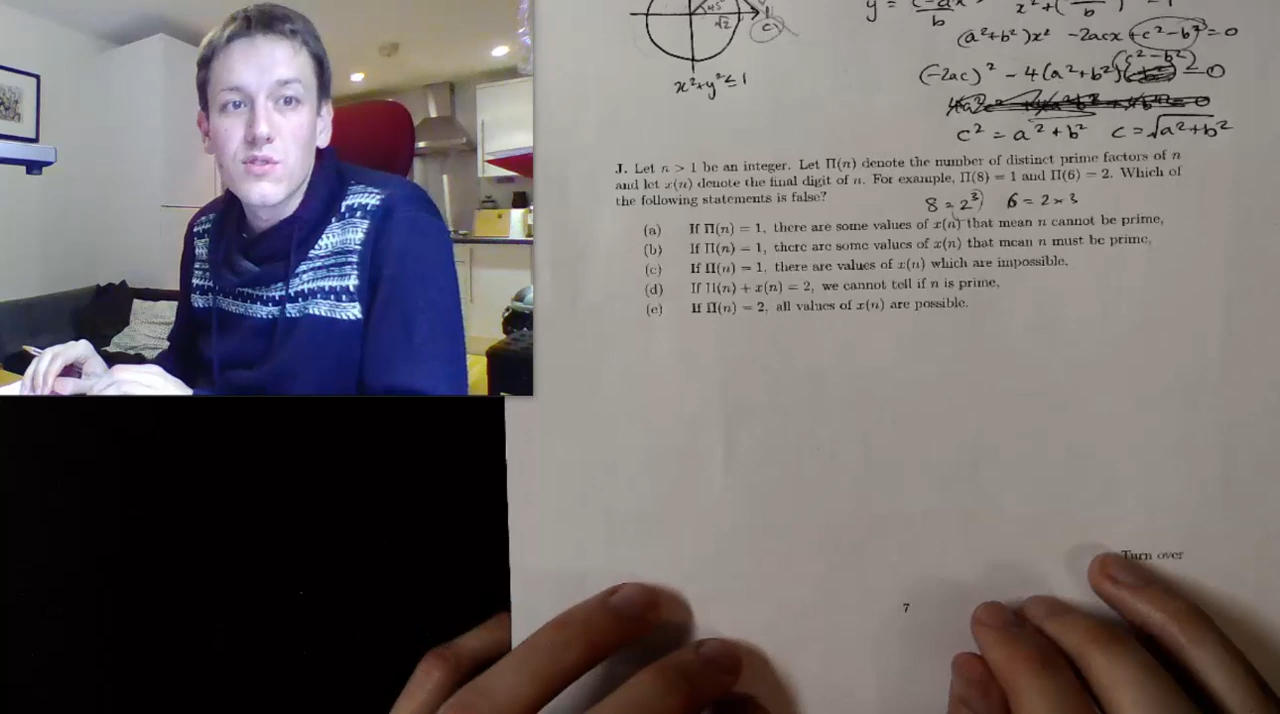 45°
√2
(c)
x²+y² ≤ 1
(a²+b²)x² -2acx +c²-b² = 0
(-2ac)² - 4(a²+b²)(c²-b²) = 0
c² = a²+b² c = √a²+b²
J. Let n > 1 be an integer. Let Π(n) denote the number of distinct prime factors of n
and let x(n) denote the final digit of n. For example, Π(8) = 1 and Π(6) = 2. Which of
the following statements is false?
8 = 2³ 6 = 2×3
(a) If Π(n) = 1, there are some values of x(n) that mean n cannot be prime,
(b) If Π(n) = 1, there are some values of x(n) that mean n must be prime,
(c) If Π(n) = 1, there are values of x(n) which are impossible,
(d) If Π(n) + x(n) = 2, we cannot tell if n is prime,
(e) If Π(n) = 2, all values of x(n) are possible.
Turn over
7